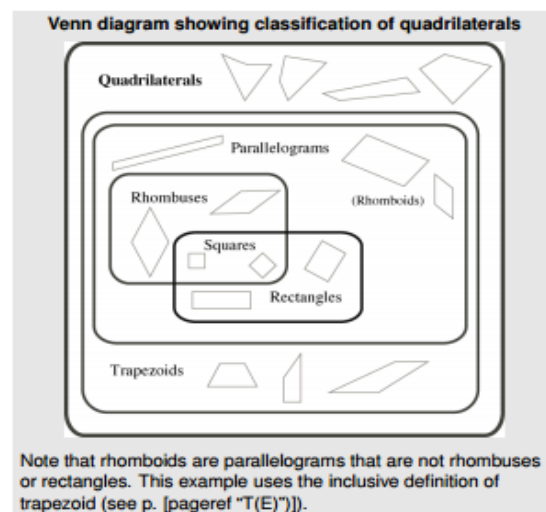 Venn diagram showing classification of quadrilaterals
Quadrilaterals
Parallelograms
Rhombuses
(Rhomboids)
Squares
Rectangles
Trapezoids
Note that rhomboids are parallelograms that are not rhombuses
or rectangles. This example uses the inclusive definition of
trapezoid (see p. [pageref “T(E)”)]).